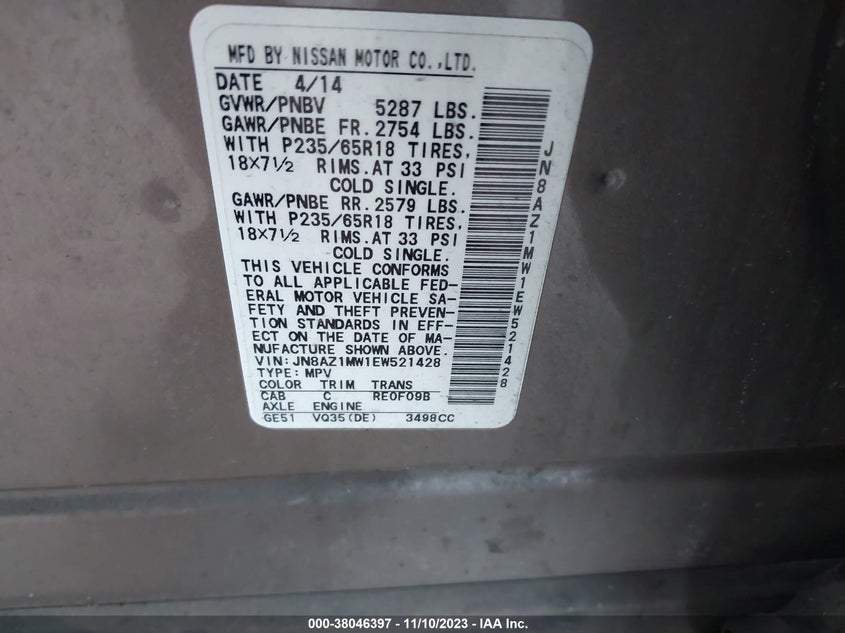 MFD BY NISSAN MOTOR CO.,LTD.
DATE 4/14
GVWR/PNBV 5287 LBS.
GAWR/PNBE FR. 2754 LBS.
WITH P235/65R18 TIRES,
18X7½ RIMS. AT 33 PSI
COLD SINGLE.
GAWR/PNBE RR. 2579 LBS.
WITH P235/65R18 TIRES,
18X7½ RIMS. AT 33 PSI
COLD SINGLE.
THIS VEHICLE CONFORMS
TO ALL APPLICABLE FED-
ERAL MOTOR VEHICLE SA-
FETY AND THEFT PREVEN-
TION STANDARDS IN EFF-
ECT ON THE DATE OF MA-
NUFACTURE SHOWN ABOVE.
VIN: JN8AZ1MW1EW521428
TYPE: MPV
COLOR TRIM TRANS
CAB C RE0F09B
AXLE ENGINE
GE51 VQ35(DE) 3498CC
JN8AZ1MW1EW521428
000-38046397 - 11/10/2023 - IAA Inc.